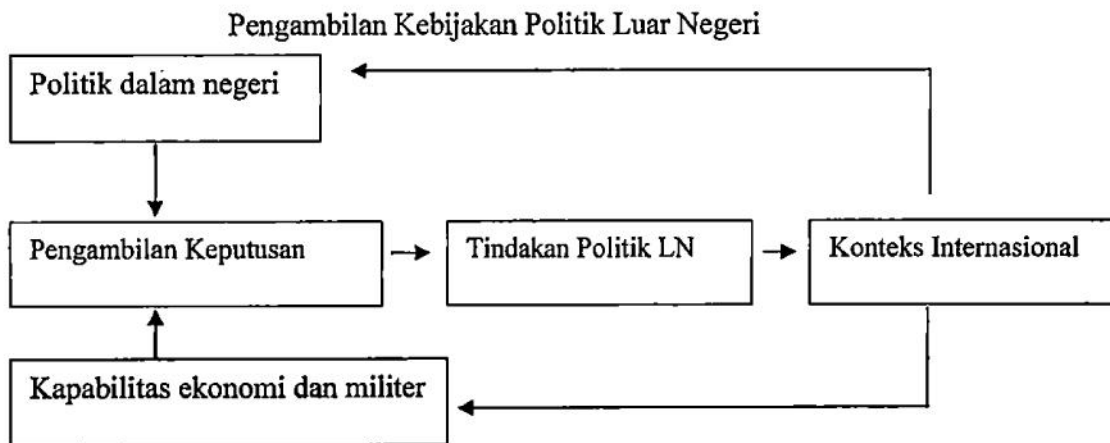 Pengambilan Kebijakan Politik Luar Negeri
Politik dalam negeri
Pengambilan Keputusan
Tindakan Politik LN
Konteks Internasional
Kapabilitas ekonomi dan militer